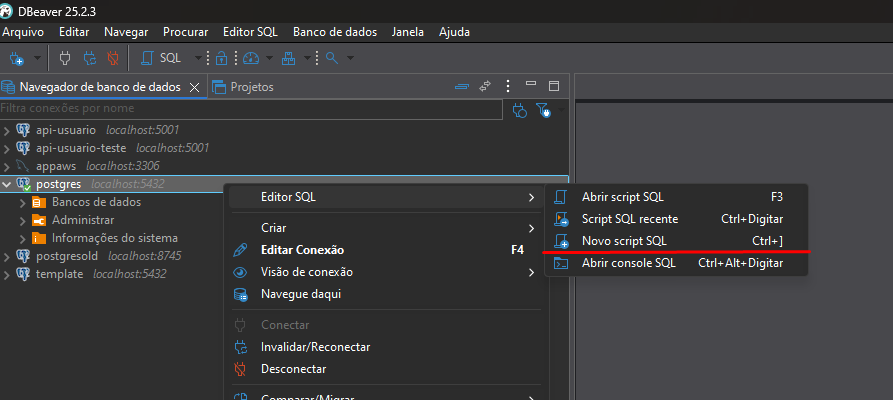 DBeaver 25.2.3
Arquivo Editar Navegar Procurar Editor SQL Banco de dados Janela Ajuda
SQL
Navegador de banco de dados Projetos
Filtra conexões por nome
api-usuario localhost:5001
api-usuario-teste localhost:5001
appaws localhost:3306
postgres localhost:5432
Bancos de dados
Administrar
Informações do sistema
postgresold localhost:8745
template localhost:5432
Editor SQL
Criar
Editar Conexão F4
Visão de conexão
Navegue daqui
Conectar
Invalidar/Reconectar
Desconectar
Comparar/Migrar
Abrir script SQL F3
Script SQL recente Ctrl+Digitar
Novo script SQL Ctrl+]
Abrir console SQL Ctrl+Alt+Digitar